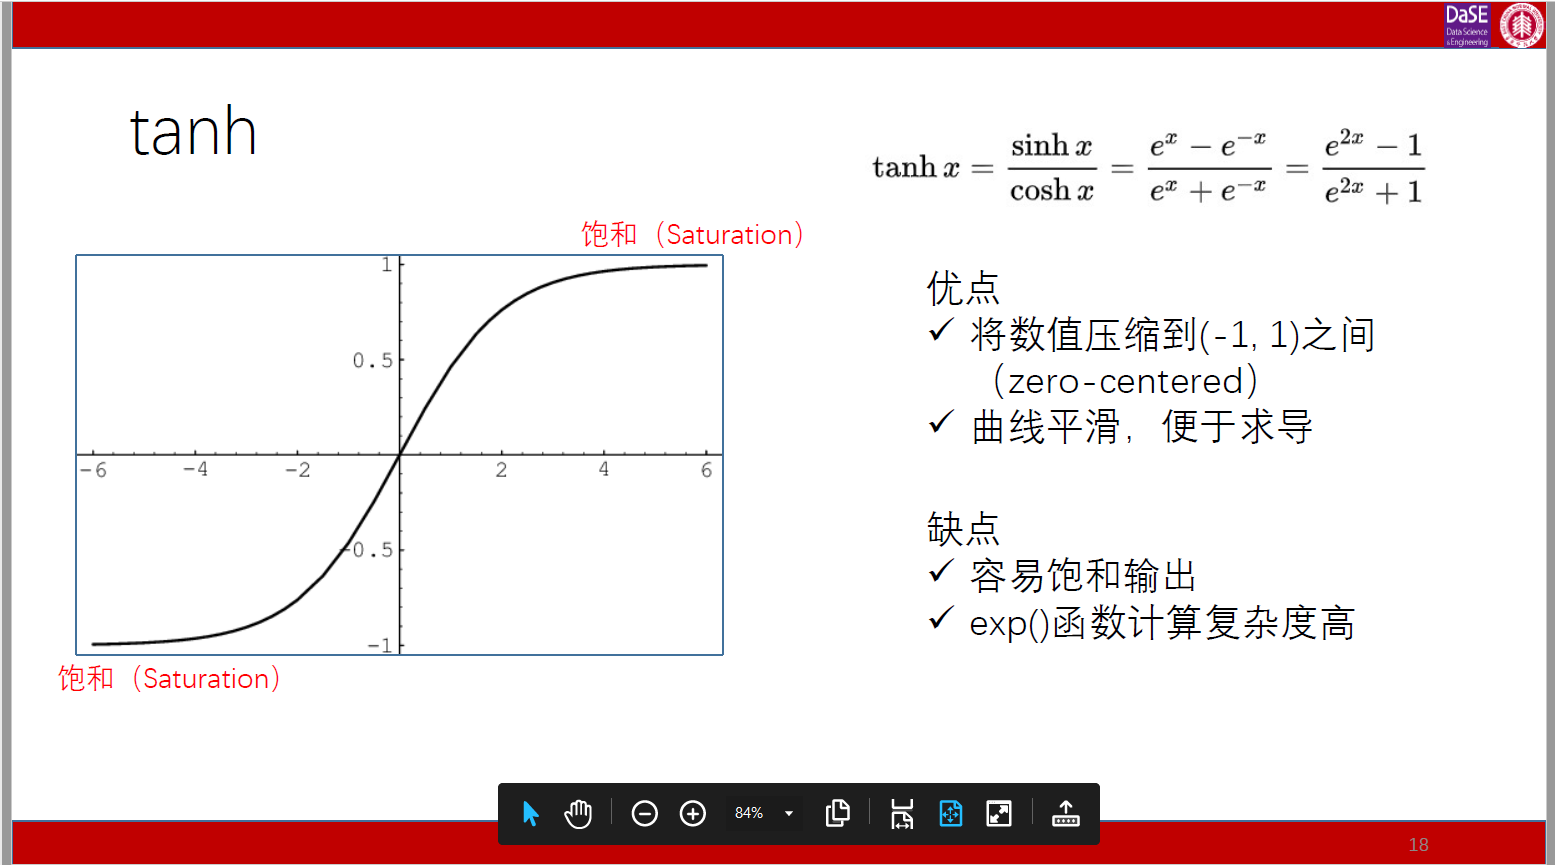 DaSE
Data Science
& Engineering
tanh
tanh x = sinh x / cosh x = (e^x − e^{−x}) / (e^x + e^{−x}) = (e^{2x} − 1) / (e^{2x} + 1)
饱和（Saturation）
1
0.5
-6 -4 -2 2 4 6
-0.5
-1
饱和（Saturation）
优点
✓ 将数值压缩到(-1, 1)之间
（zero-centered）
✓ 曲线平滑，便于求导
缺点
✓ 容易饱和输出
✓ exp()函数计算复杂度高
84%
18